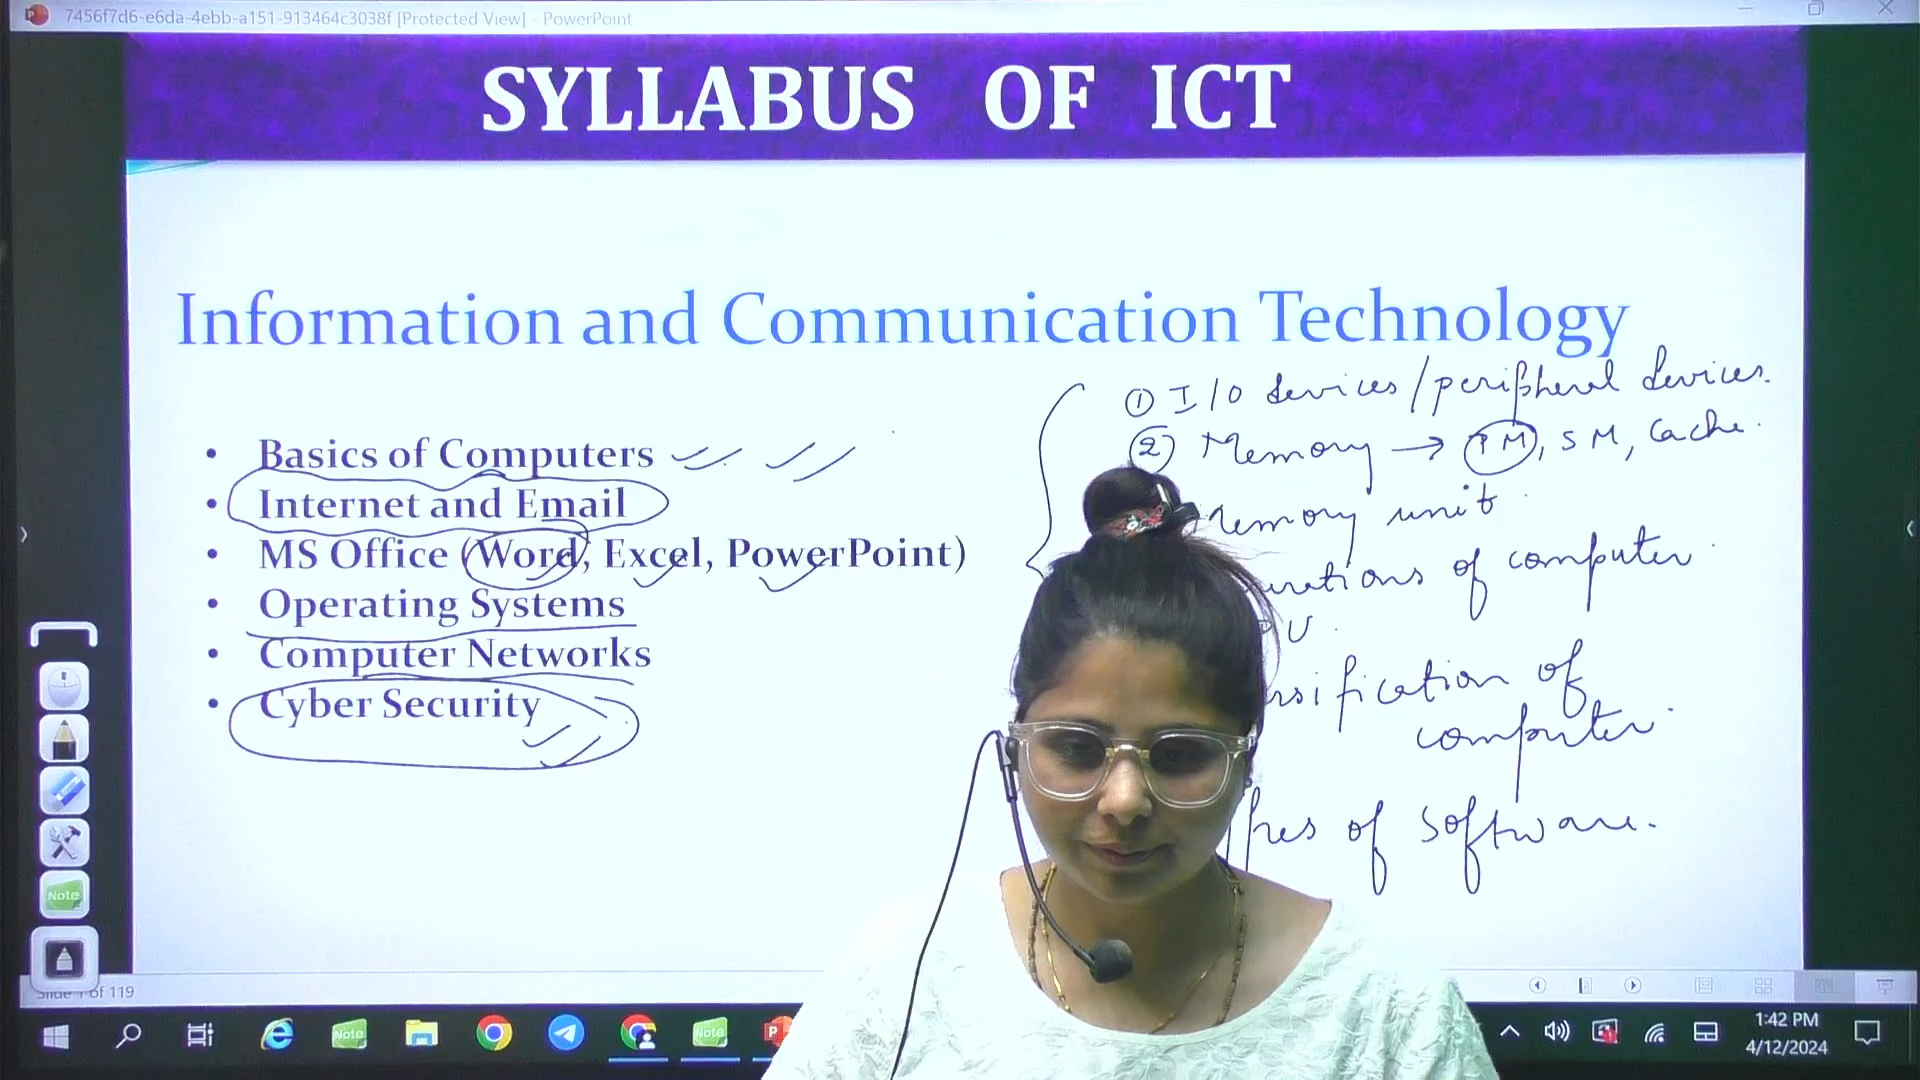 7456f7d6-e6da-4ebb-a151-913464c3038f [Protected View] - PowerPoint
SYLLABUS OF ICT
Information and Communication Technology
• Basics of Computers
• Internet and Email
• MS Office (Word, Excel, PowerPoint)
• Operating Systems
• Computer Networks
• Cyber Security
① I/O devices/peripheral devices.
② Memory → PM, SM, Cache.
unit
of computer
of
computer
of software.
Note
of 119
Note
Note
1:42 PM
4/12/2024